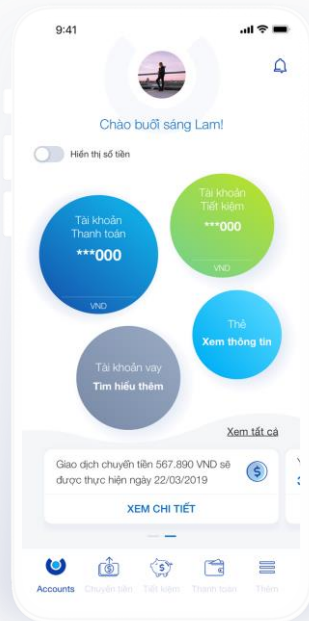 9:41
Chào buổi sáng Lam!
Hiển thị số tiền
Tài khoản
Tiết kiệm
***000
VND
Tài khoản
Thanh toán
***000
VND
Thẻ
Xem thông tin
Tài khoản vay
Tìm hiểu thêm
Xem tất cả
Giao dịch chuyển tiền 567.890 VND sẽ
được thực hiện ngày 22/03/2019
XEM CHI TIẾT
Accounts
Chuyển tiền
Tiết kiệm
Thanh toán
Thêm